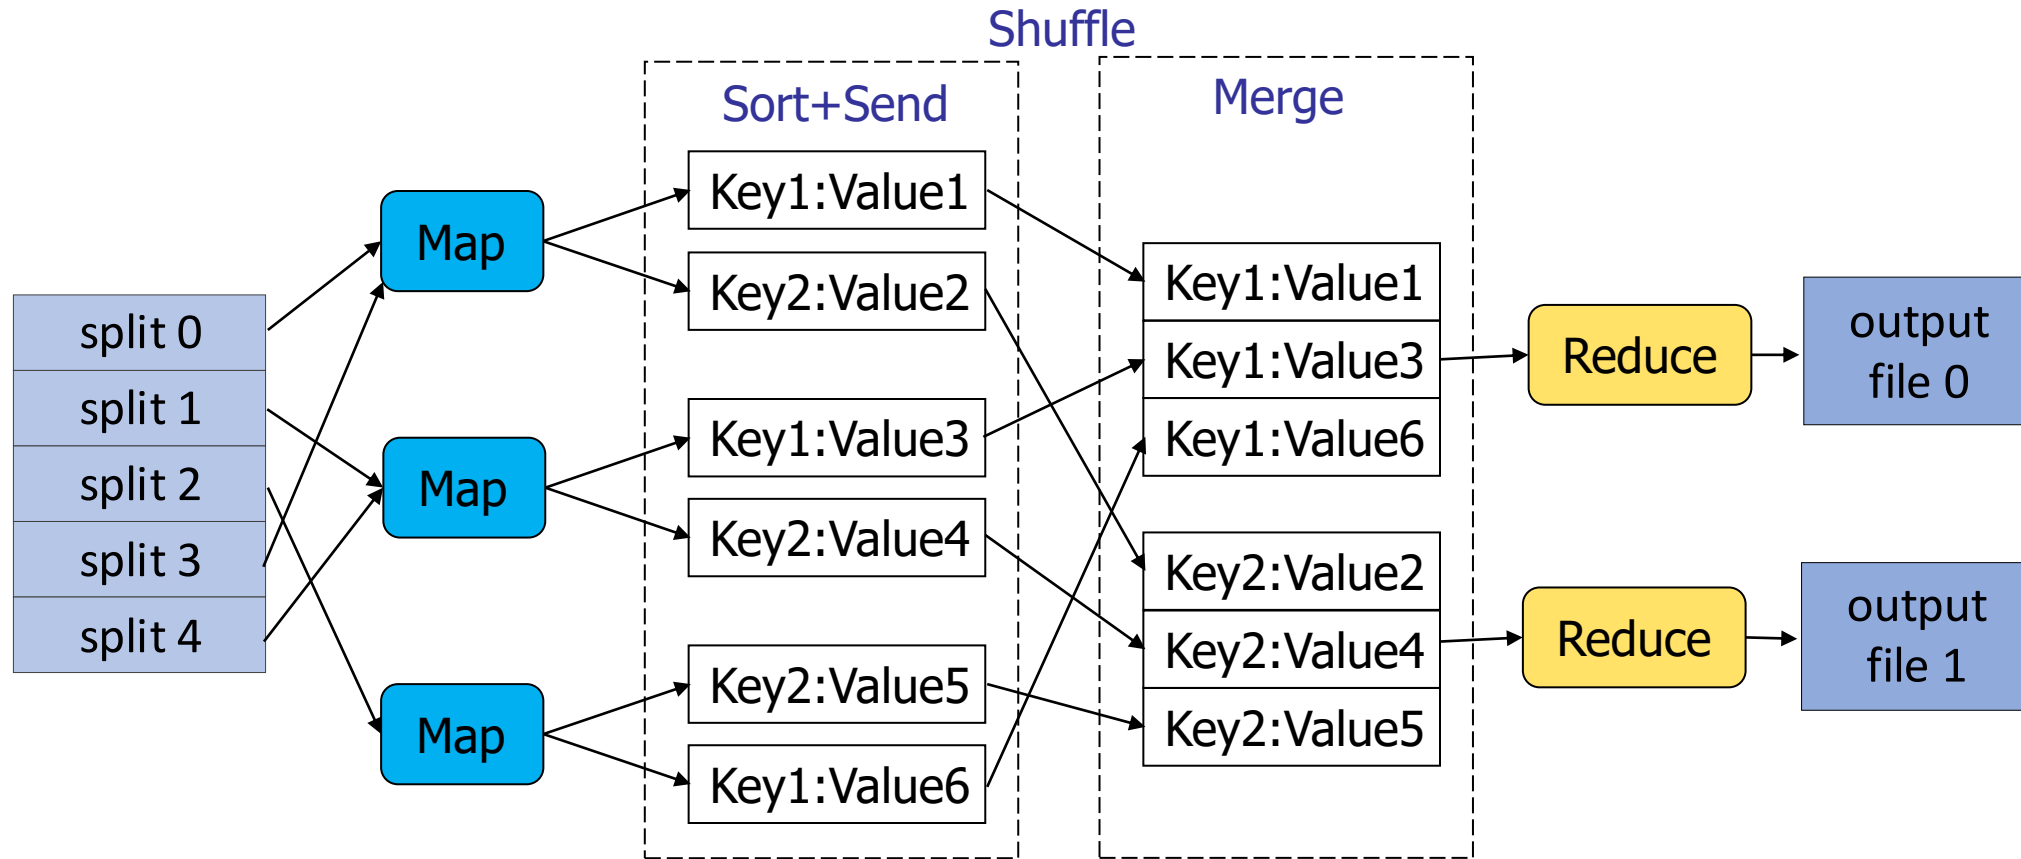 Shuffle
Sort+Send
Merge
split 0
split 1
split 2
split 3
split 4
Map
Map
Map
Key1:Value1
Key2:Value2
Key1:Value3
Key2:Value4
Key2:Value5
Key1:Value6
Key1:Value1
Key1:Value3
Key1:Value6
Key2:Value2
Key2:Value4
Key2:Value5
Reduce
Reduce
output
file 0
output
file 1